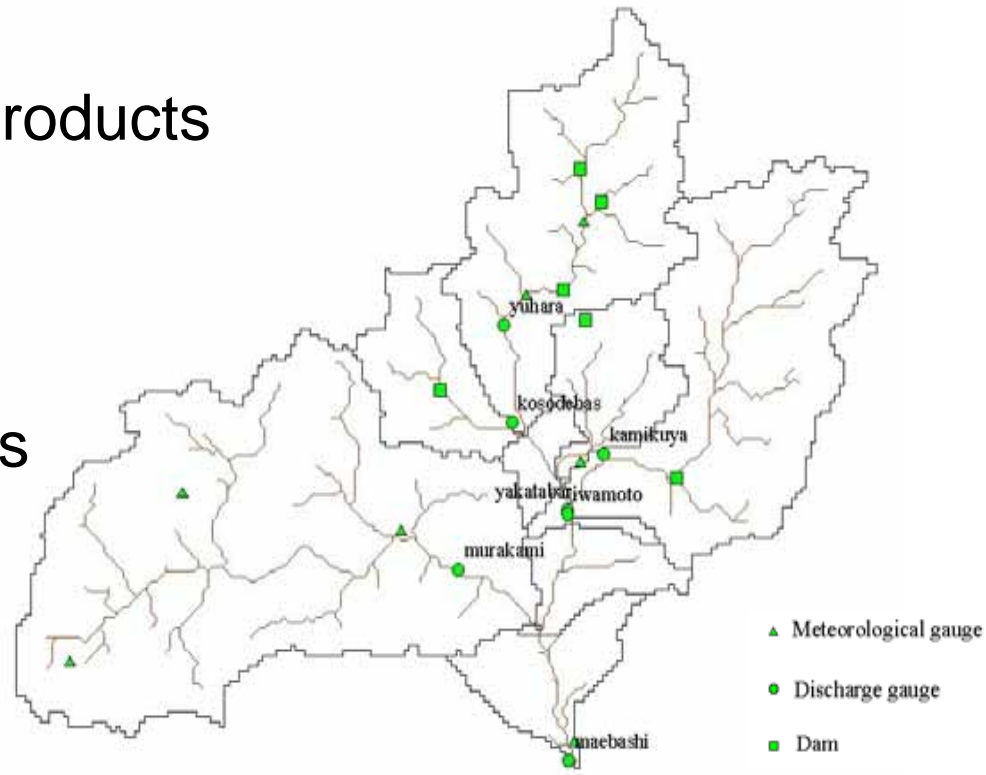 roducts
s
yuhara
kosodebas
kamikuya
yakatabar iwamoto
murakami
maebashi
Meteorological gauge
Discharge gauge
Dam